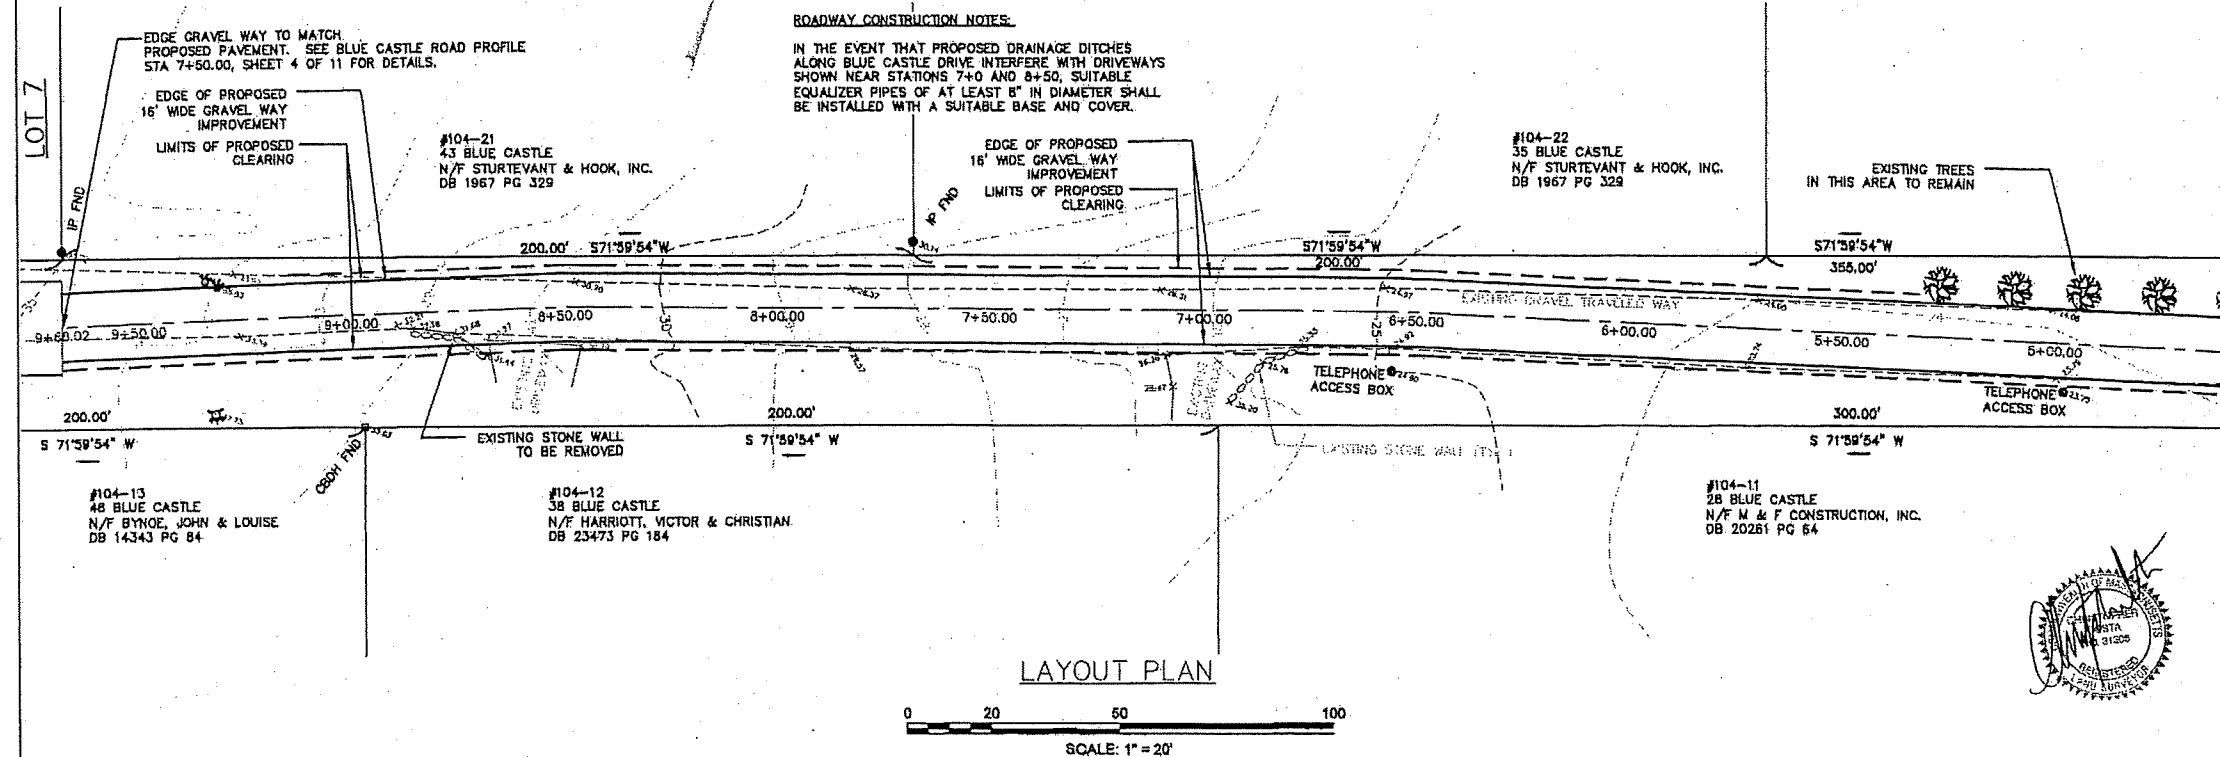 ROADWAY CONSTRUCTION NOTES:
IN THE EVENT THAT PROPOSED DRAINAGE DITCHES
ALONG BLUE CASTLE DRIVE INTERFERE WITH DRIVEWAYS
SHOWN NEAR STATIONS 7+0 AND 8+50, SUITABLE
EQUALIZER PIPES OF AT LEAST 8" IN DIAMETER SHALL
BE INSTALLED WITH A SUITABLE BASE AND COVER.
EDGE GRAVEL WAY TO MATCH
PROPOSED PAVEMENT. SEE BLUE CASTLE ROAD PROFILE
STA 7+50.00, SHEET 4 OF 11 FOR DETAILS.
LOT 7
EDGE OF PROPOSED
16' WIDE GRAVEL WAY
IMPROVEMENT
LIMITS OF PROPOSED
CLEARING
#104-21
43 BLUE CASTLE
N/F STURTEVANT & HOOK, INC.
DB 1967 PG 329
EDGE OF PROPOSED
16' WIDE GRAVEL WAY
IMPROVEMENT
LIMITS OF PROPOSED
CLEARING
#104-22
35 BLUE CASTLE
N/F STURTEVANT & HOOK, INC.
DB 1967 PG 329
EXISTING TREES
IN THIS AREA TO REMAIN
IP FND
IP FND
200.00' S71°59'54"W
S71°59'54"W
200.00'
S71°59'54"W
355.00'
EXISTING GRAVEL TRAVELED WAY
9+50.00
9+00.00
8+50.00
8+00.00
7+50.00
7+00.00
6+50.00
6+00.00
5+50.00
5+00.00
30
25
TELEPHONE
ACCESS BOX
TELEPHONE
ACCESS BOX
200.00'
S 71°59'54" W
EXISTING STONE WALL
TO BE REMOVED
200.00'
S 71°59'54" W
EXISTING STONE WALL (TYP.)
300.00'
S 71°59'54" W
CBDH FND
#104-13
48 BLUE CASTLE
N/F BYNOE, JOHN & LOUISE
DB 14343 PG 84
#104-12
38 BLUE CASTLE
N/F HARRIOTT, VICTOR & CHRISTIAN
DB 23473 PG 184
#104-11
28 BLUE CASTLE
N/F M & F CONSTRUCTION, INC.
DB 20261 PG 64
REGISTERED
LAND SURVEYOR
LAYOUT PLAN
0 20 50 100
SCALE: 1" = 20'